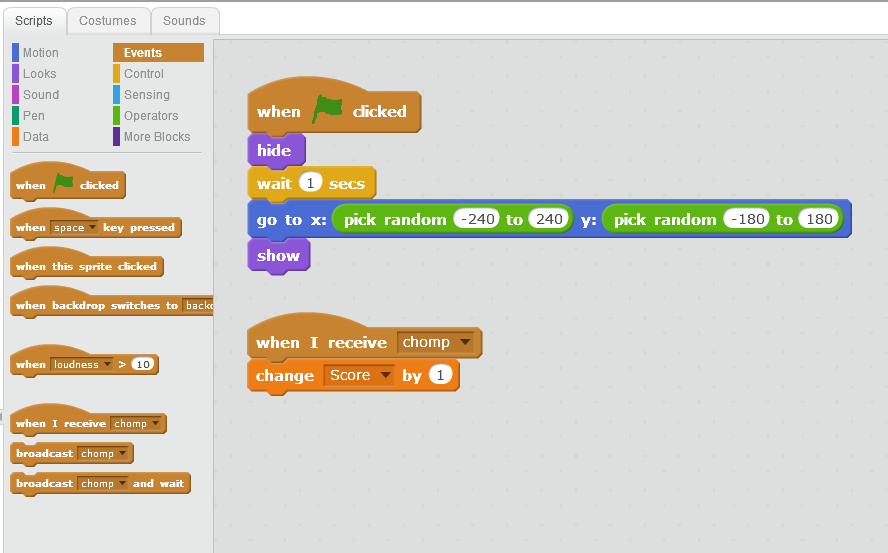 Scripts Costumes Sounds
Motion Events
Looks Control
Sound Sensing
Pen Operators
Data More Blocks
when clicked
when space key pressed
when this sprite clicked
when backdrop switches to
when loudness > 10
when I receive chomp
broadcast chomp
broadcast chomp and wait
when clicked
hide
wait 1 secs
go to x: pick random -240 to 240 y: pick random -180 to 180
show
when I receive chomp
change Score by 1